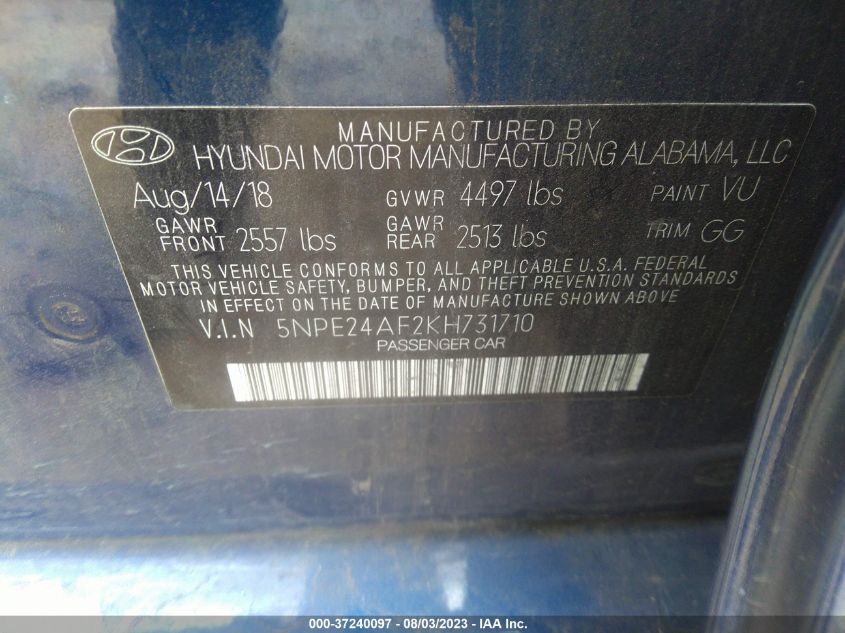 MANUFACTURED BY
HYUNDAI MOTOR MANUFACTURING ALABAMA, LLC
Aug/14/18 GVWR 4497 lbs PAINT VU
GAWR FRONT 2557 lbs GAWR REAR 2513 lbs TRIM GG
THIS VEHICLE CONFORMS TO ALL APPLICABLE U.S.A. FEDERAL
MOTOR VEHICLE SAFETY, BUMPER, AND THEFT PREVENTION STANDARDS
IN EFFECT ON THE DATE OF MANUFACTURE SHOWN ABOVE
V.I.N 5NPE24AF2KH731710
PASSENGER CAR
000-37240097 - 08/03/2023 - IAA Inc.